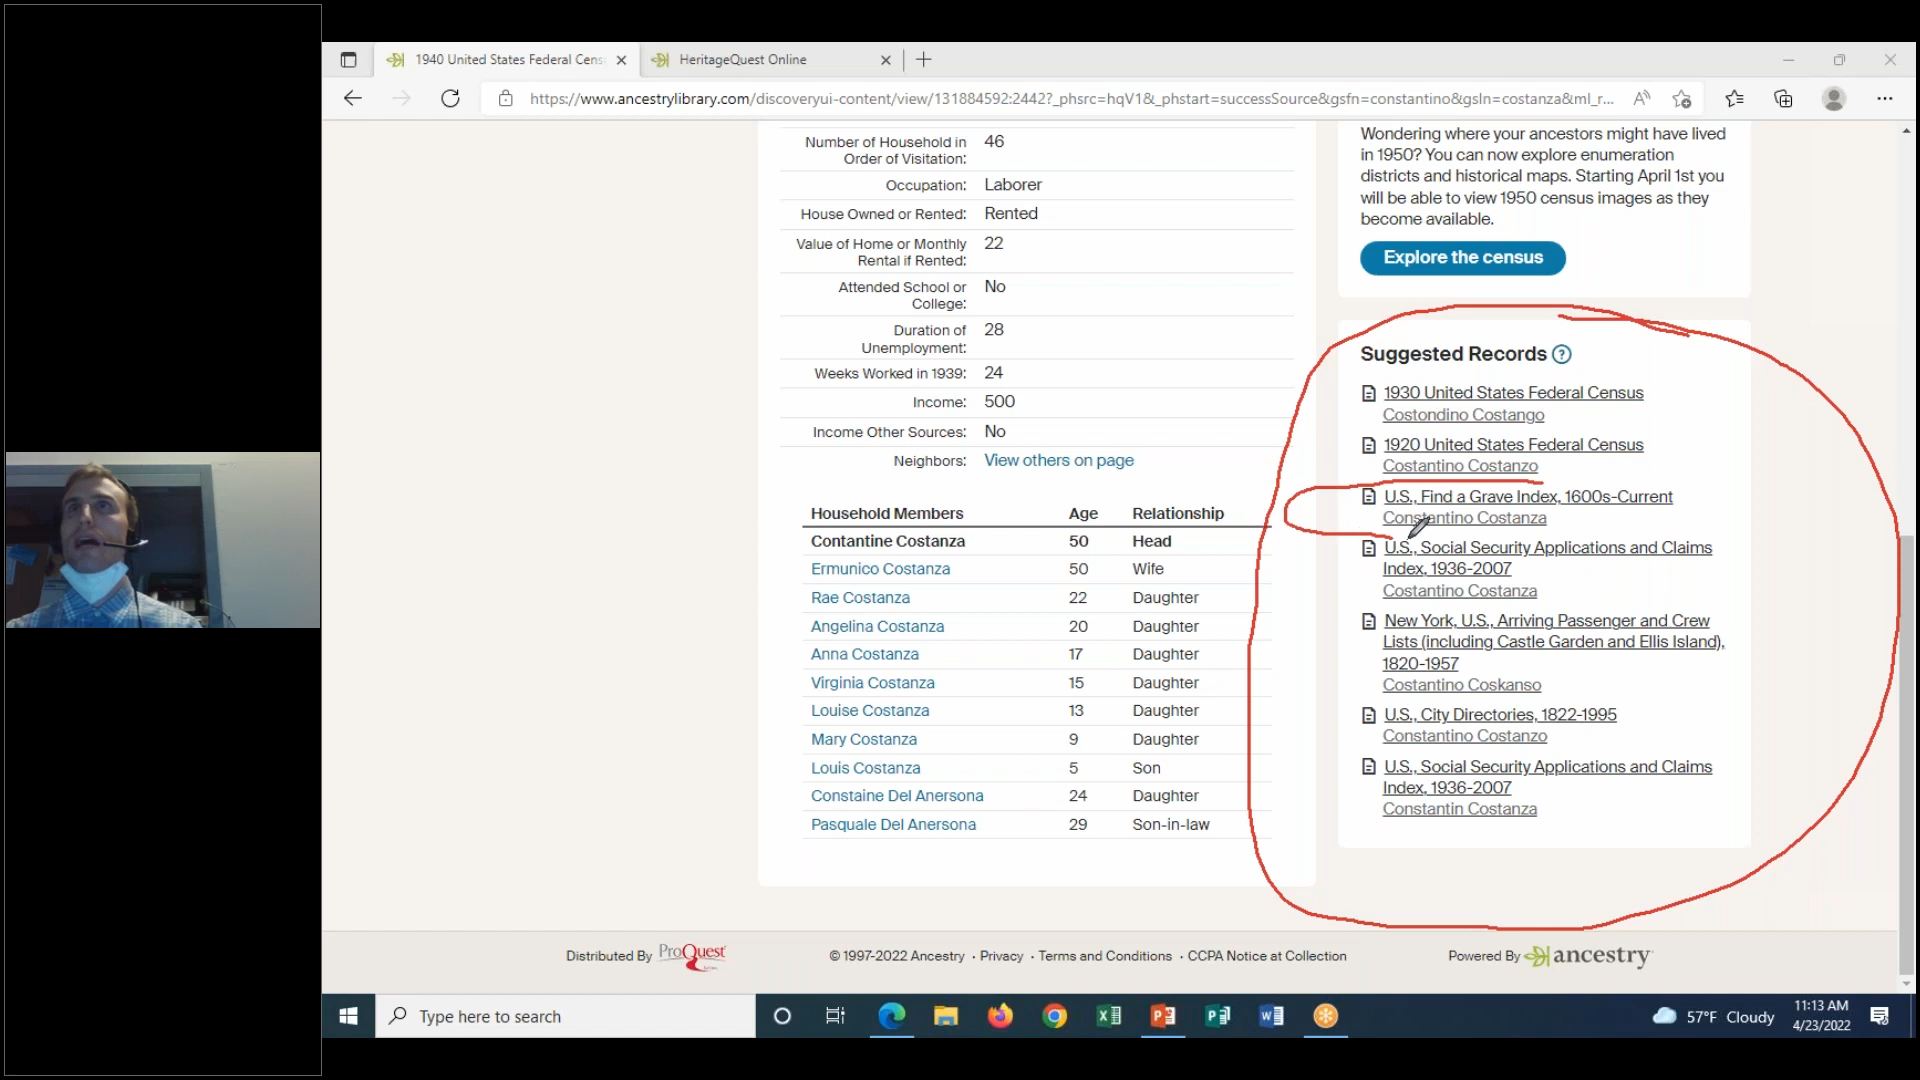 1940 United States Federal Cens
HeritageQuest Online
https://www.ancestrylibrary.com/discoveryui-content/view/131884592:2442?_phsrc=hqV1&_phstart=successSource&gsfn=constantino&gsln=costanza&ml_r...
Number of Household in
Order of Visitation:
46
Occupation:
Laborer
House Owned or Rented:
Rented
Value of Home or Monthly
Rental if Rented:
22
Attended School or
College:
No
Duration of
Unemployment:
28
Weeks Worked in 1939:
24
Income:
500
Income Other Sources:
No
Neighbors:
View others on page
Household Members Age Relationship
Contantine Costanza 50 Head
Ermunico Costanza 50 Wife
Rae Costanza 22 Daughter
Angelina Costanza 20 Daughter
Anna Costanza 17 Daughter
Virginia Costanza 15 Daughter
Louise Costanza 13 Daughter
Mary Costanza 9 Daughter
Louis Costanza 5 Son
Constaine Del Anersona 24 Daughter
Pasquale Del Anersona 29 Son-in-law
Wondering where your ancestors might have lived
in 1950? You can now explore enumeration
districts and historical maps. Starting April 1st you
will be able to view 1950 census images as they
become available.
Explore the census
Suggested Records ?
1930 United States Federal Census
Costondino Costango
1920 United States Federal Census
Costantino Costanzo
U.S., Find a Grave Index, 1600s-Current
Constantino Costanza
U.S., Social Security Applications and Claims
Index, 1936-2007
Costantino Costanza
New York, U.S., Arriving Passenger and Crew
Lists (including Castle Garden and Ellis Island),
1820-1957
Costantino Coskanso
U.S., City Directories, 1822-1995
Constantino Costanzo
U.S., Social Security Applications and Claims
Index, 1936-2007
Constantin Costanza
Distributed By ProQuest
© 1997-2022 Ancestry · Privacy · Terms and Conditions · CCPA Notice at Collection
Powered By ancestry
Type here to search
57°F Cloudy
11:13 AM
4/23/2022